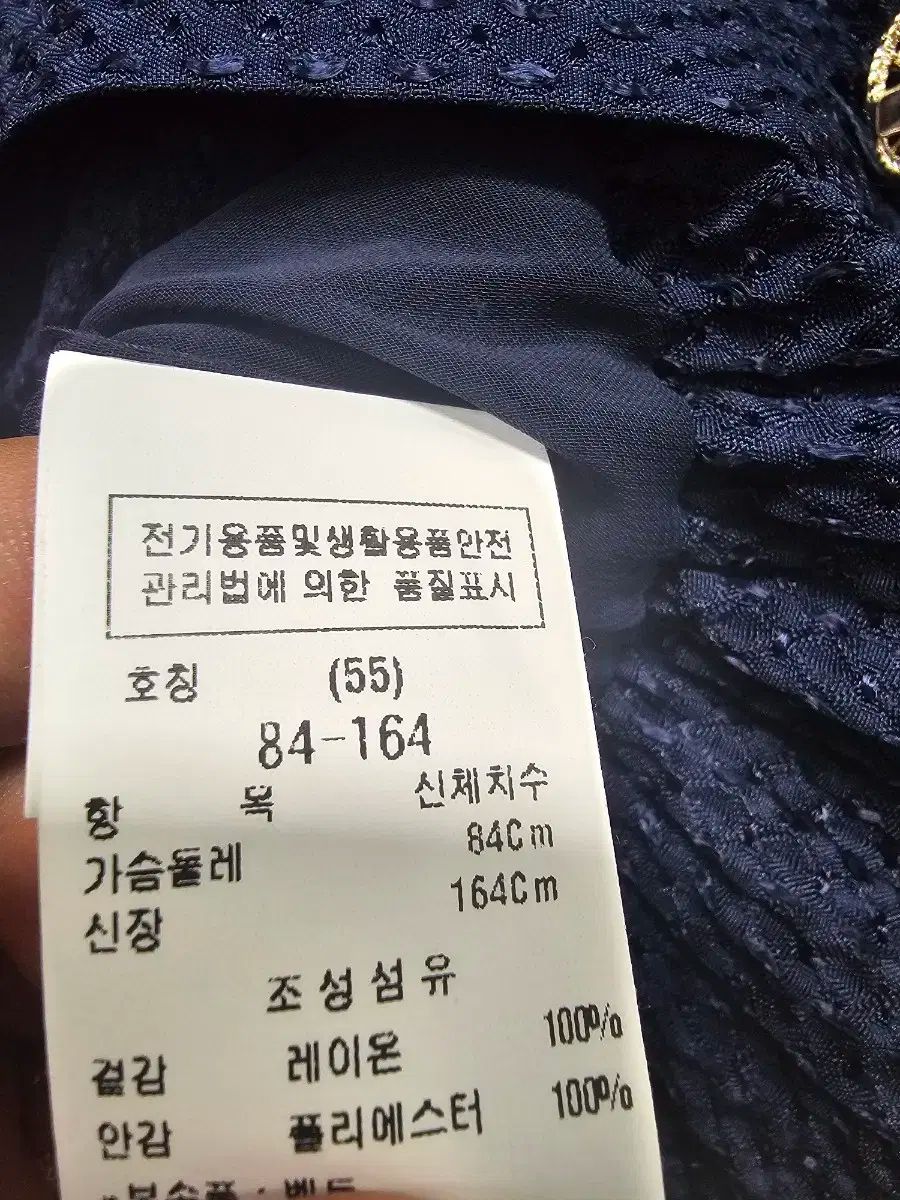 전기용품및생활용품안전
관리법에 의한 품질표시
호칭 (55)
84-164
항 목 신체치수
가슴둘레 84Cm
신장 164Cm
조성섬유
겉감 레이온 100%
안감 폴리에스터 100%